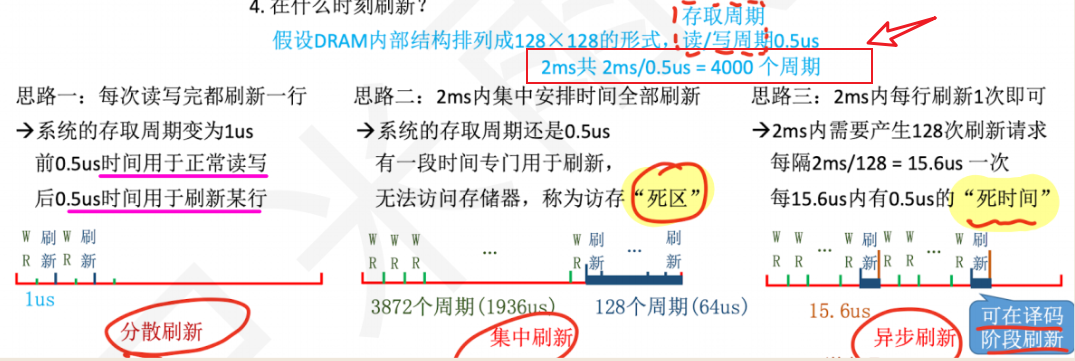 4. 在什么时刻刷新？
存取周期
假设DRAM内部结构排列成128×128的形式，读/写周期0.5us
2ms共 2ms/0.5us = 4000 个周期
思路一：每次读写完都刷新一行
→系统的存取周期变为1us
前0.5us时间用于正常读写
后0.5us时间用于刷新某行
W 刷 W 刷
R 新 R 新
1us
分散刷新
思路二：2ms内集中安排时间全部刷新
→系统的存取周期还是0.5us
有一段时间专门用于刷新，
无法访问存储器，称为访存“死区”
W W W ... W 刷 ... 刷
R R R R 新 新
3872个周期(1936us) 128个周期(64us)
集中刷新
思路三：2ms内每行刷新1次即可
→2ms内需要产生128次刷新请求
每隔2ms/128 = 15.6us 一次
每15.6us内有0.5us的“死时间”
W W ... W 刷 W W ... W 刷
R R R 新 R R R 新
15.6us
可在译码
阶段刷新
异步刷新